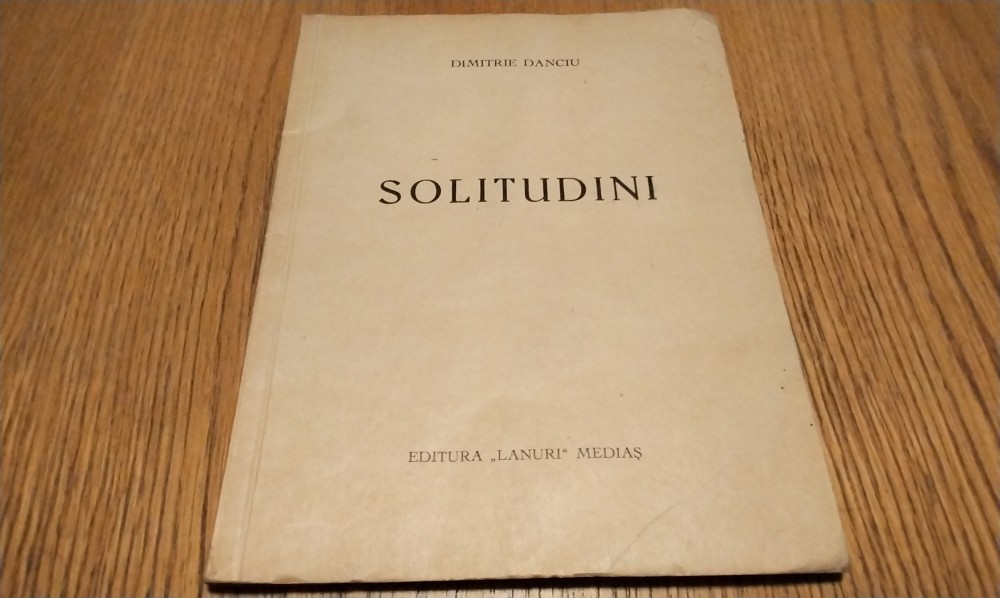 DIMITRIE DANCIU
SOLITUDINI
EDITURA „LANURI“ MEDIAȘ